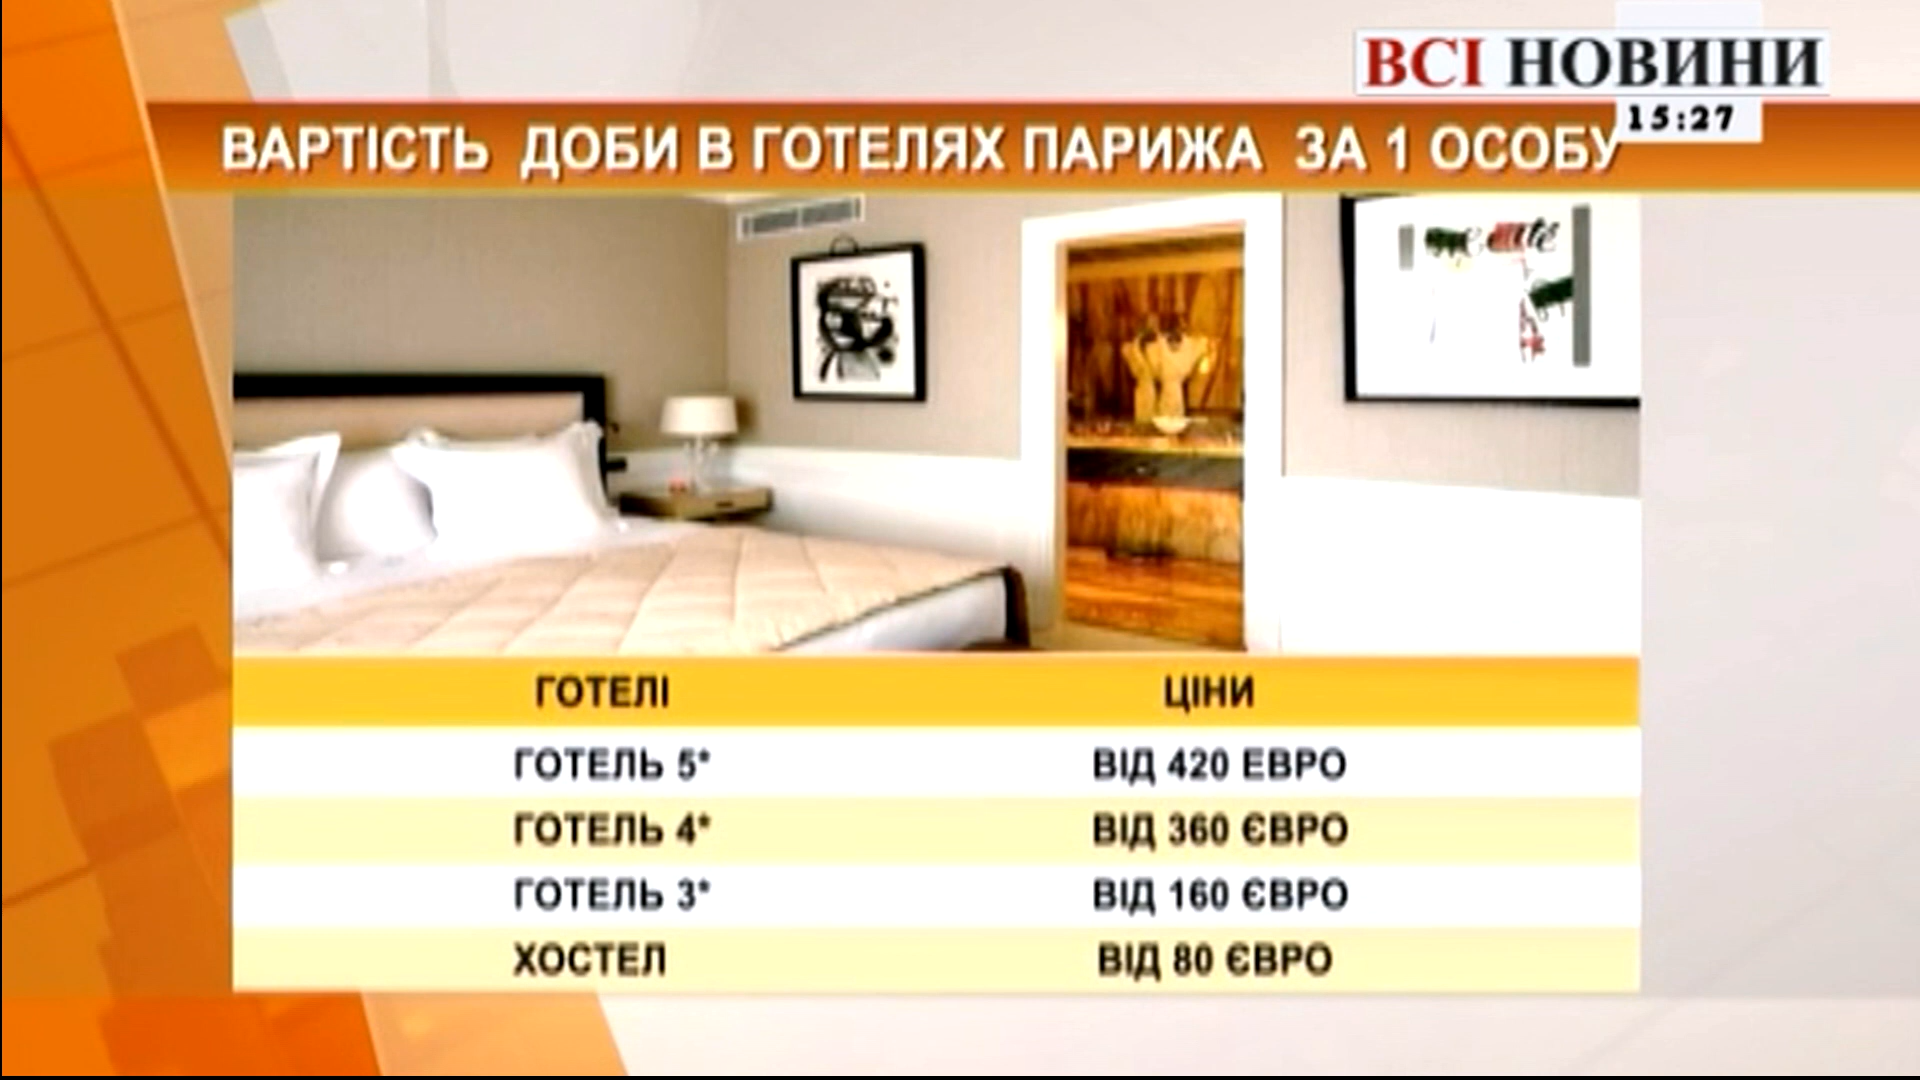 ВСІ НОВИНИ
15:27
ВАРТІСТЬ ДОБИ В ГОТЕЛЯХ ПАРИЖА ЗА 1 ОСОБУ
ГОТЕЛІ ЦІНИ
ГОТЕЛЬ 5* ВІД 420 ЕВРО
ГОТЕЛЬ 4* ВІД 360 ЄВРО
ГОТЕЛЬ 3* ВІД 160 ЄВРО
ХОСТЕЛ ВІД 80 ЄВРО